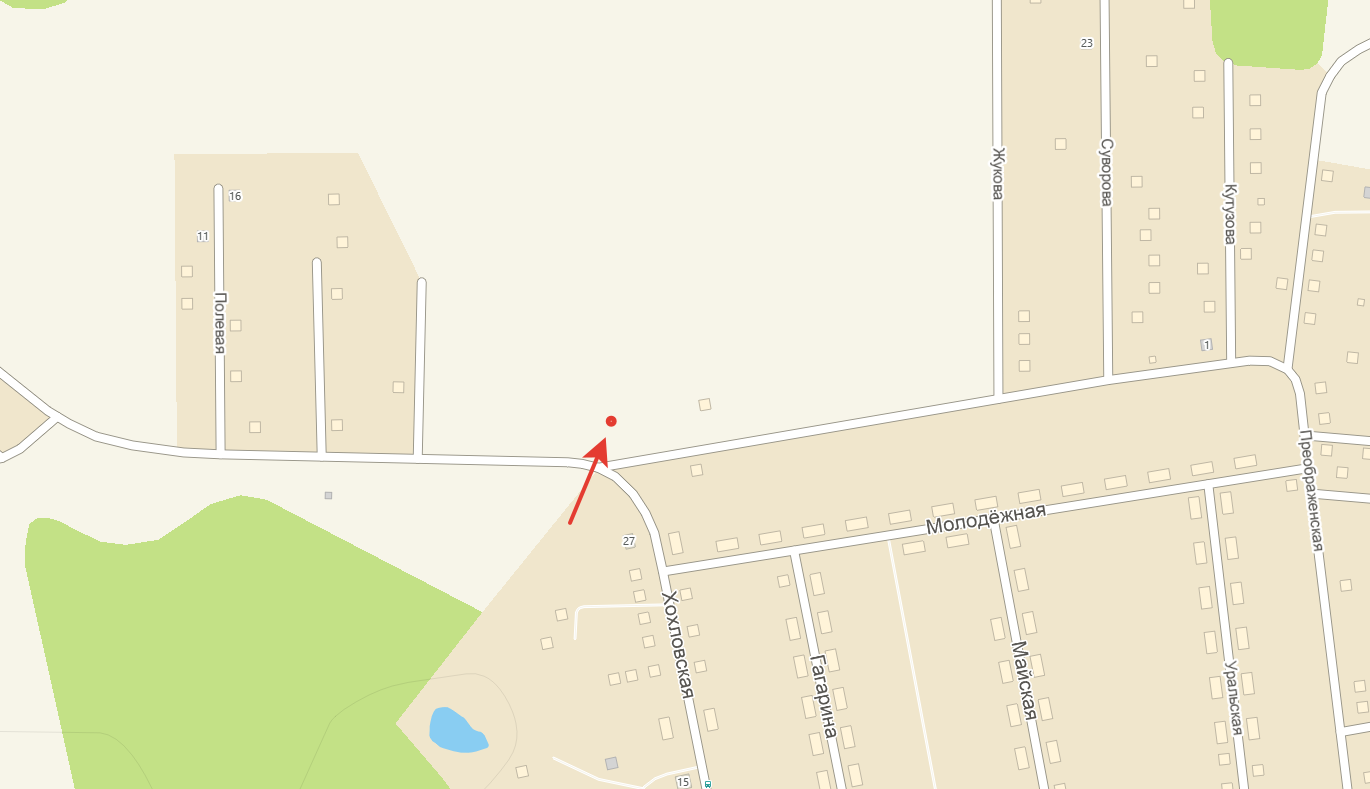 23
Жукова
Суворова
Кутузова
16
11
Полевая
1
Преображенская
Молодёжная
27
Хохловская
Гагарина
Майская
Уральская
15